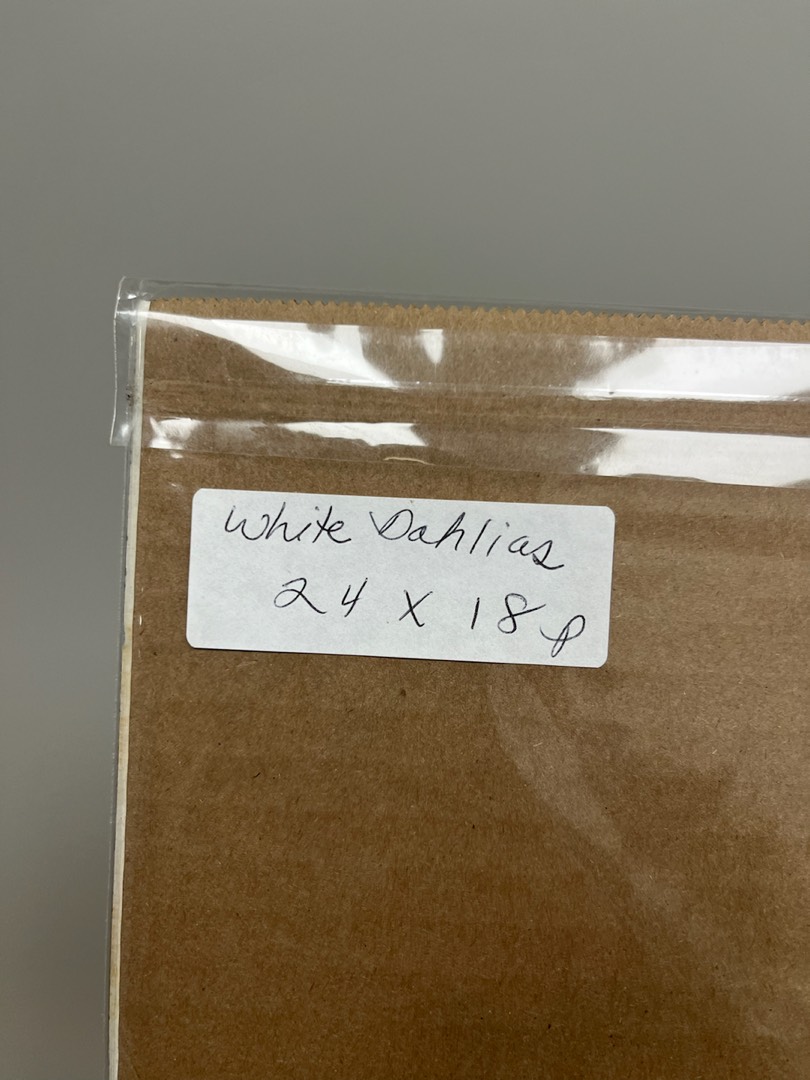 White Dahlias
24 X 18 P